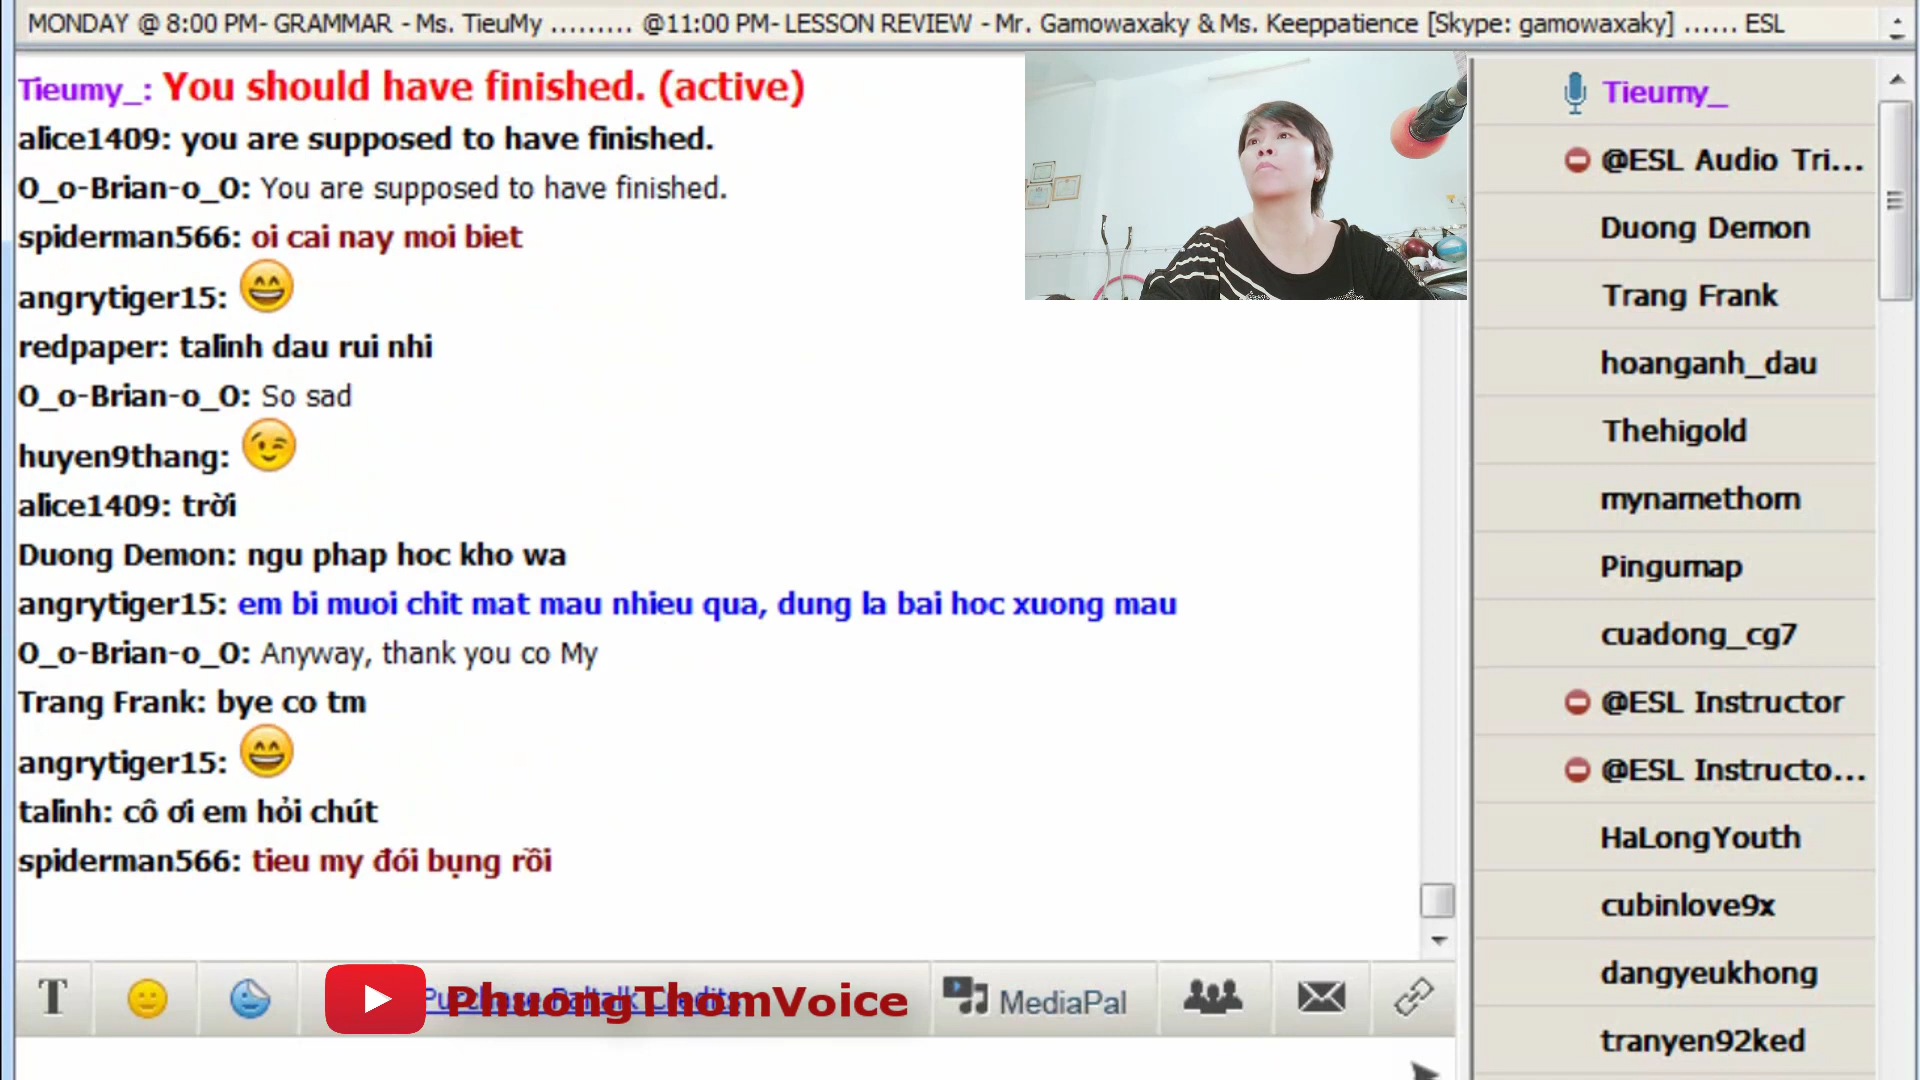 MONDAY @ 8:00 PM- GRAMMAR - Ms. TieuMy ......... @11:00 PM- LESSON REVIEW - Mr. Gamowaxaky & Ms. Keeppatience [Skype: gamowaxaky] ...... ESL
Tieumy_: You should have finished. (active)
alice1409: you are supposed to have finished.
O_o-Brian-o_O: You are supposed to have finished.
spiderman566: oi cai nay moi biet
angrytiger15:
redpaper: talinh dau rui nhi
O_o-Brian-o_O: So sad
huyen9thang:
alice1409: trời
Duong Demon: ngu phap hoc kho wa
angrytiger15: em bi muoi chit mat mau nhieu qua, dung la bai hoc xuong mau
O_o-Brian-o_O: Anyway, thank you co My
Trang Frank: bye co tm
angrytiger15:
talinh: cô ơi em hỏi chút
spiderman566: tieu my đói bụng rồi
T
Purchase Paltalk Credits
PhuongThomVoice
MediaPal
Tieumy_
@ESL Audio Tri...
Duong Demon
Trang Frank
hoanganh_dau
Thehigold
mynamethom
Pingumap
cuadong_cg7
@ESL Instructor
@ESL Instructo...
HaLongYouth
cubinlove9x
dangyeukhong
tranyen92ked